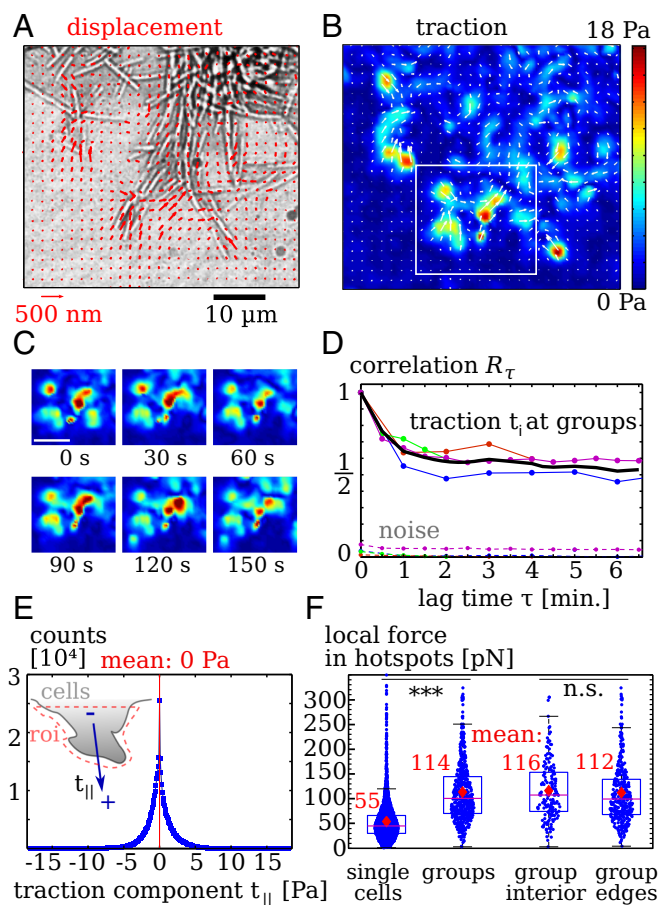 A
displacement
500 nm
10 µm
B
traction
18 Pa
0 Pa
C
0 s
30 s
60 s
90 s
120 s
150 s
D
correlation Rτ
1
1
2
0
traction ti at groups
noise
0 1 2 3 4 5 6
lag time τ [min.]
E
counts
[10⁴]
mean: 0 Pa
3
2
1
cells
roi
-
t||
+
-15 -10 -5 0 5 10 15
traction component t|| [Pa]
F
local force
in hotspots [pN]
300
250
200
150
100
50
0
***
n.s.
mean:
55
114
116
112
single
cells
groups
group
interior
group
edges